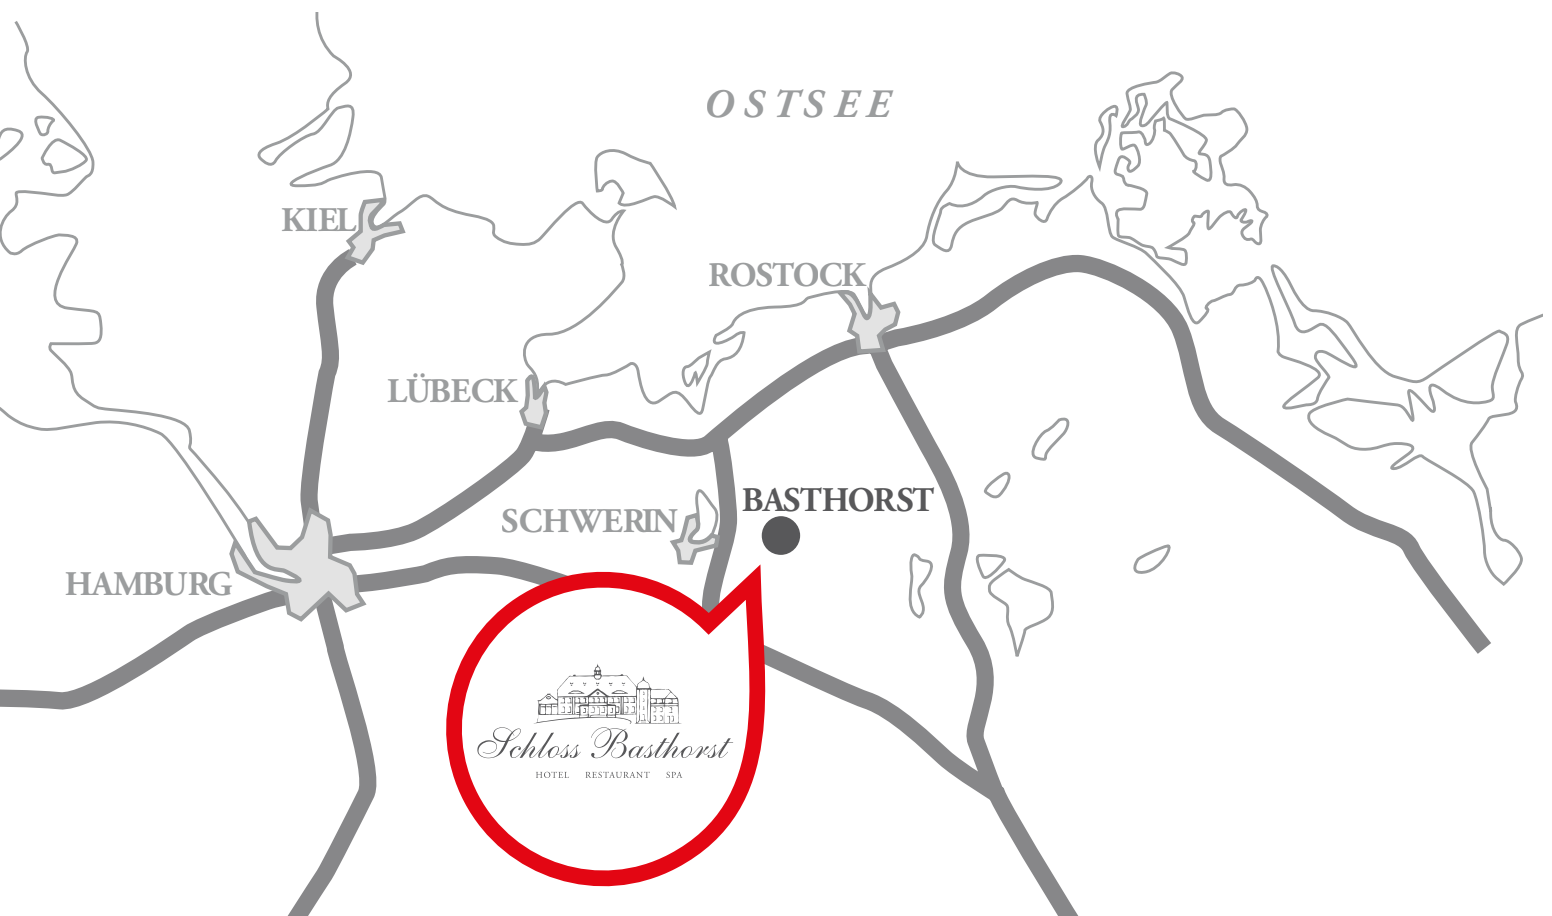 OSTSEE
KIEL
ROSTOCK
LÜBECK
BASTHORST
SCHWERIN
HAMBURG
Schloss Basthorst
HOTEL RESTAURANT SPA